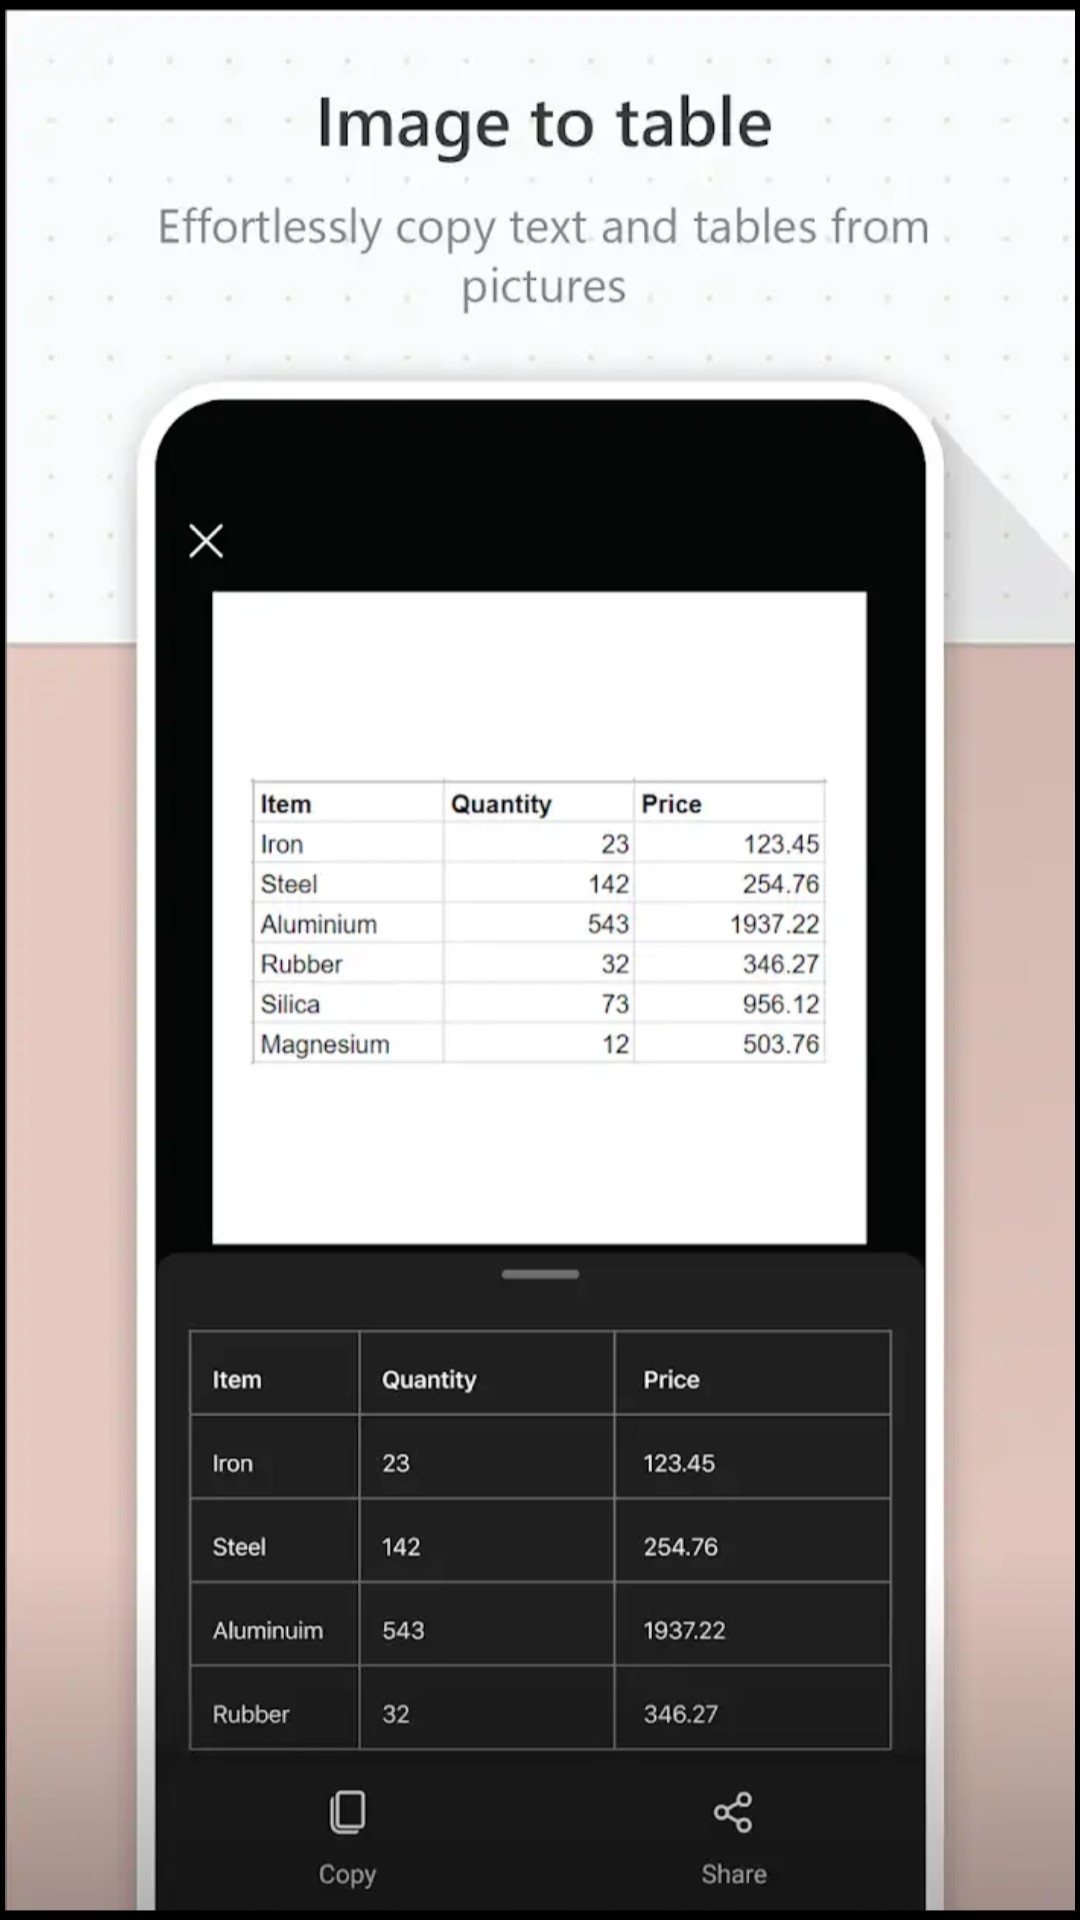 Image to table
Effortlessly copy text and tables from
pictures
Item Quantity Price
Iron 23 123.45
Steel 142 254.76
Aluminium 543 1937.22
Rubber 32 346.27
Silica 73 956.12
Magnesium 12 503.76
Item Quantity Price
Iron 23 123.45
Steel 142 254.76
Aluminuim 543 1937.22
Rubber 32 346.27
Copy Share